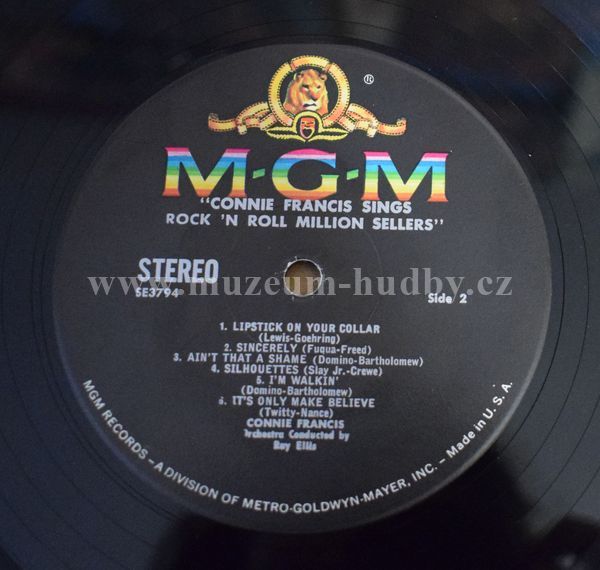 ®
M-G-M
"CONNIE FRANCIS SINGS
ROCK 'N ROLL MILLION SELLERS"
STEREO
SE3794
www.muzeum-hudby.cz
Side 2
1. LIPSTICK ON YOUR COLLAR
(Lewis-Goehring)
2. SINCERELY (Fuqua-Freed)
3. AIN'T THAT A SHAME (Domino-Bartholomew)
4. SILHOUETTES (Slay Jr.-Crewe)
5. I'M WALKIN'
(Domino-Bartholomew)
6. IT'S ONLY MAKE BELIEVE
(Twitty-Nance)
CONNIE FRANCIS
Orchestra Conducted by
Ray Ellis
MGM RECORDS – A DIVISION OF METRO-GOLDWYN-MAYER, INC. – Made in U. S. A.